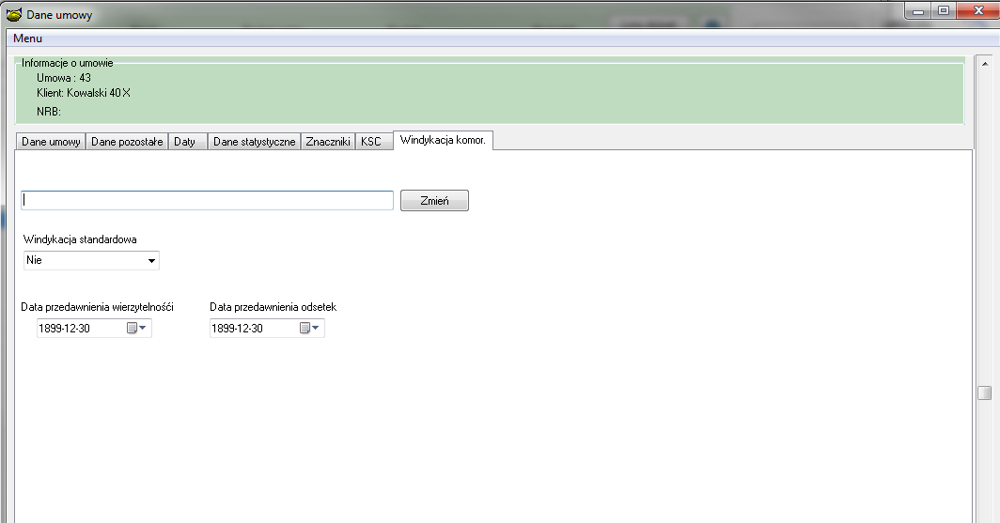 Dane umowy
Menu
Informacje o umowie
Umowa : 43
Klient: Kowalski 40 X
NRB:
Dane umowy Dane pozostałe Daty Dane statystyczne Znaczniki KSC Windykacja komor.
Zmień
Windykacja standardowa
Nie
Data przedawnienia wierzytelnośći Data przedawnienia odsetek
1899-12-30 1899-12-30